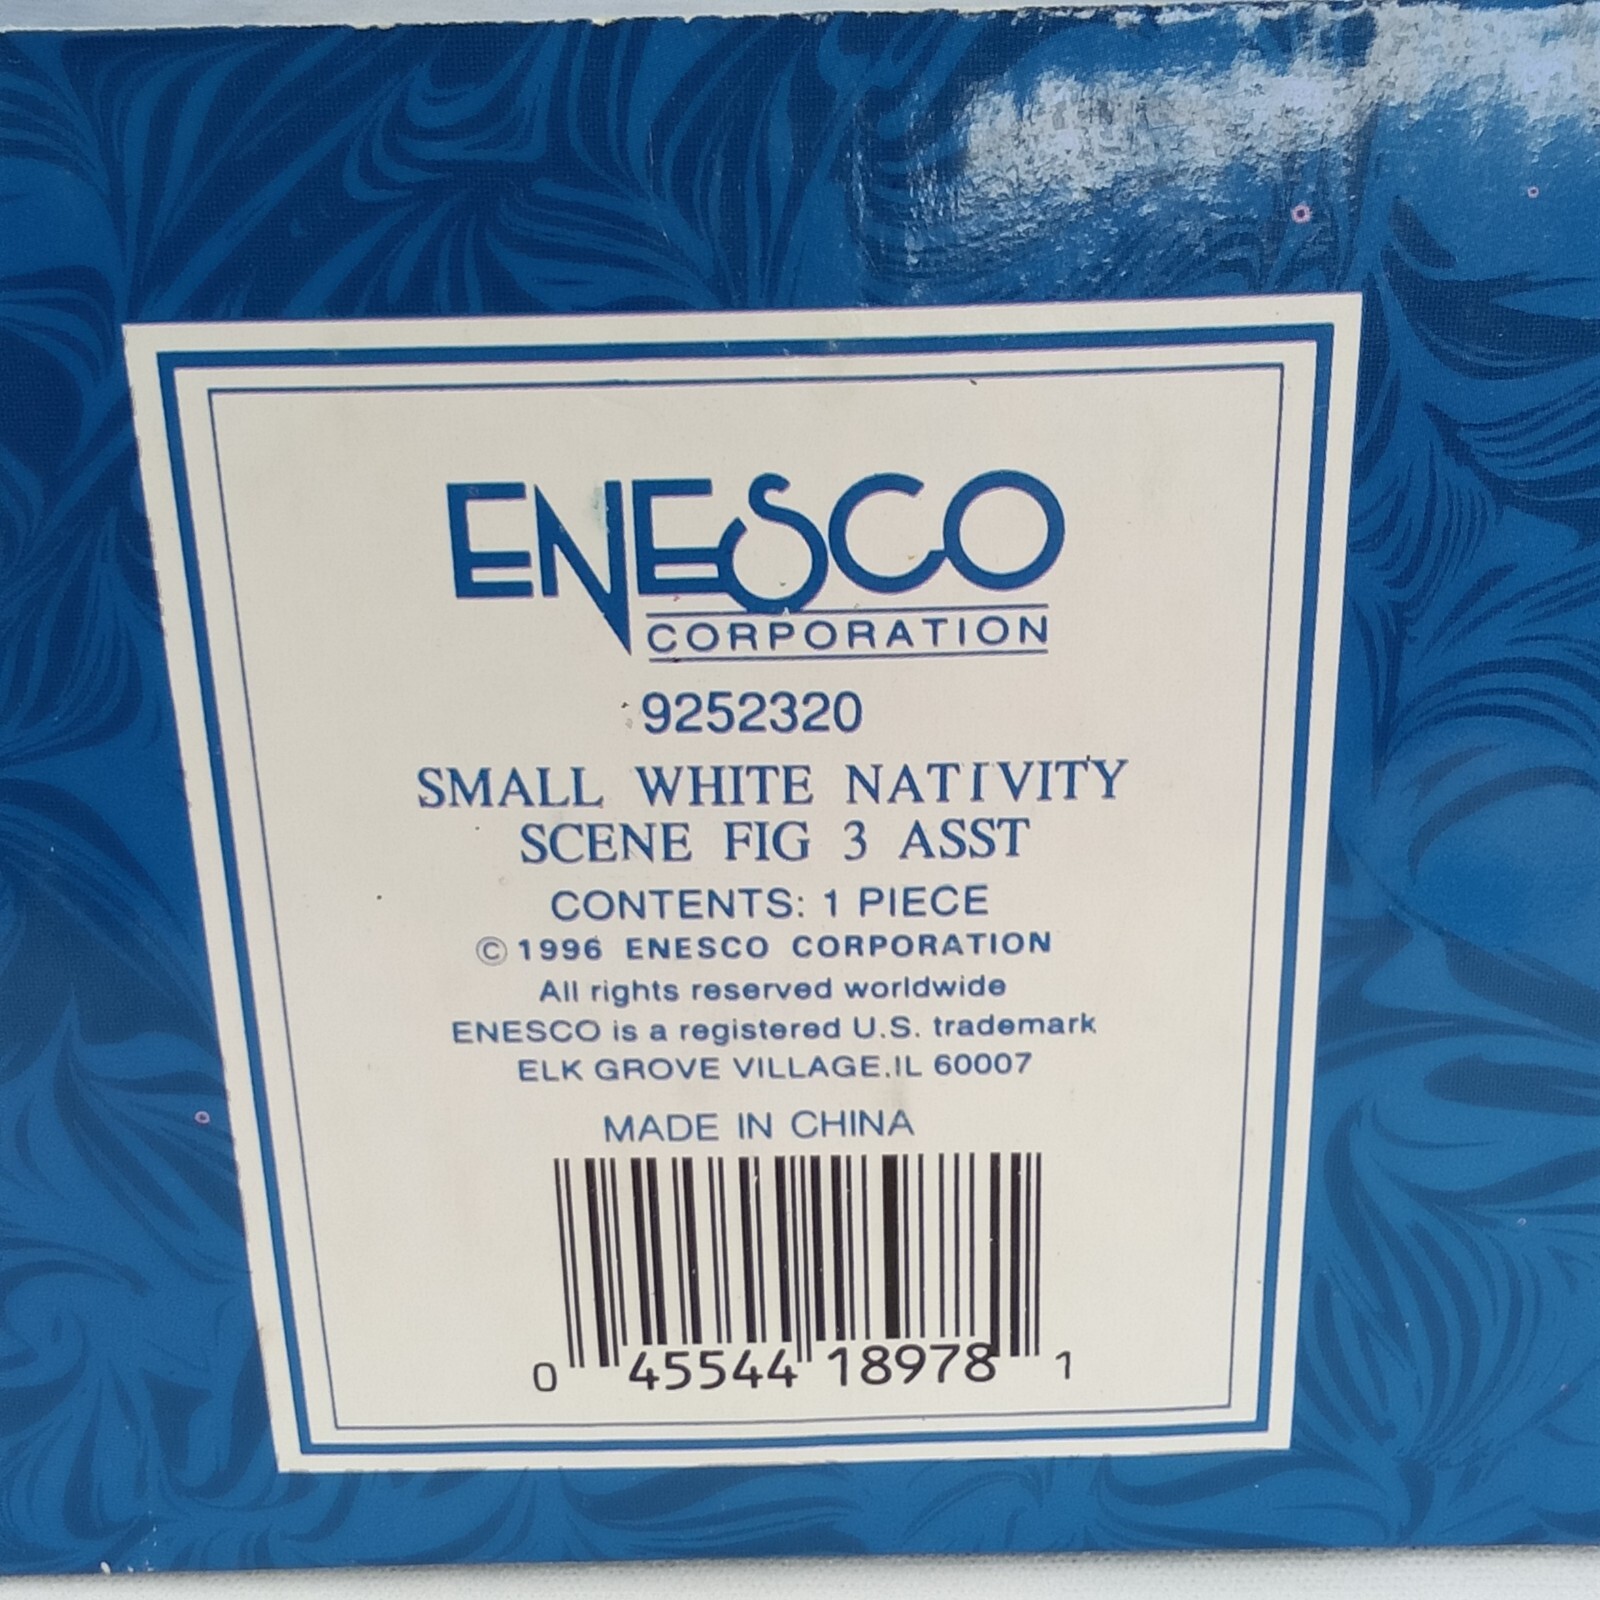 ENESCO
CORPORATION
9252320
SMALL WHITE NATIVITY
SCENE FIG 3 ASST
CONTENTS: 1 PIECE
© 1996 ENESCO CORPORATION
All rights reserved worldwide
ENESCO is a registered U.S. trademark
ELK GROVE VILLAGE, IL 60007
MADE IN CHINA
0 45544 18978 1